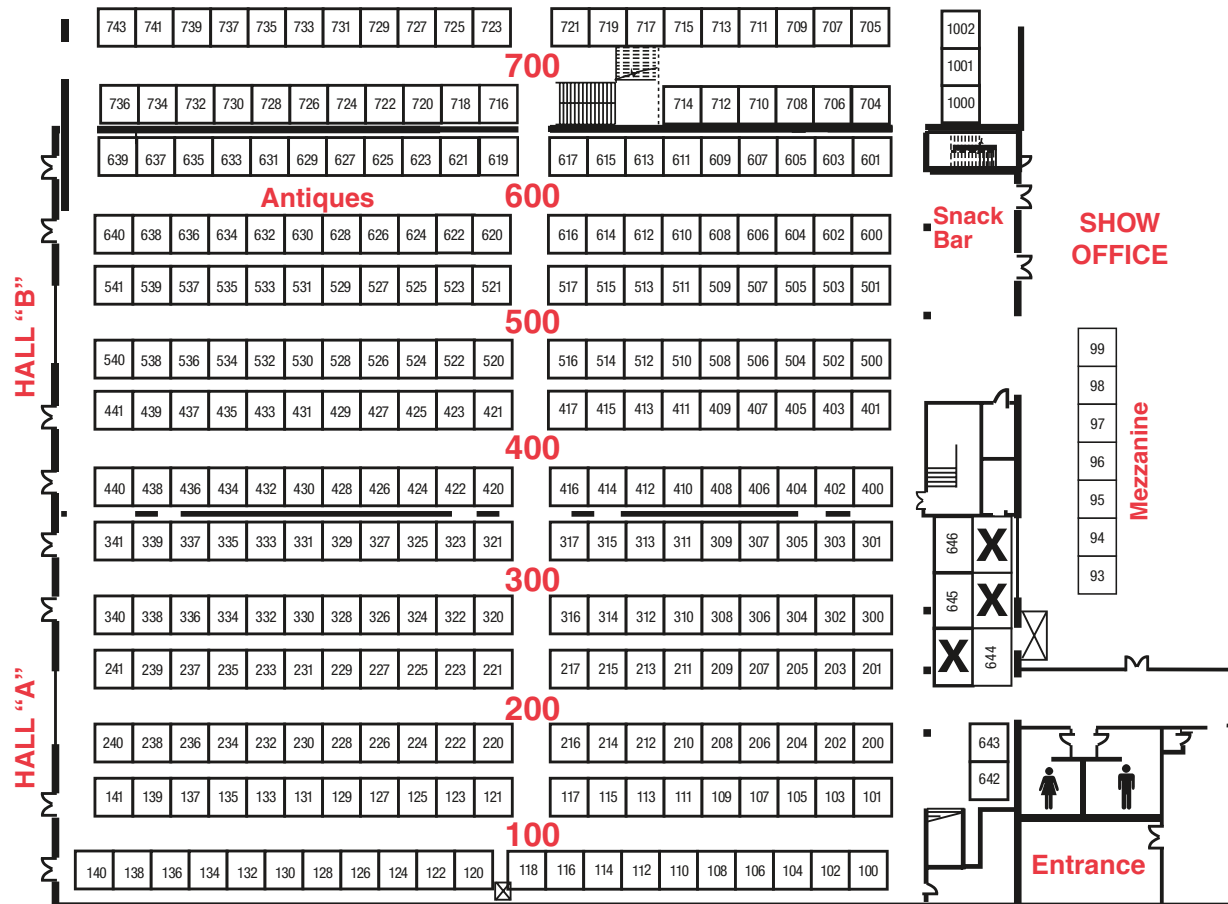 743 741 739 737 735 733 731 729 727 725 723 721 719 717 715 713 711 709 707 705 1002
1001
700
736 734 732 730 728 726 724 722 720 718 716 714 712 710 708 706 704 1000
639 637 635 633 631 629 627 625 623 621 619 617 615 613 611 609 607 605 603 601
Antiques 600
Snack
Bar
SHOW
OFFICE
640 638 636 634 632 630 628 626 624 622 620 616 614 612 610 608 606 604 602 600
541 539 537 535 533 531 529 527 525 523 521 517 515 513 511 509 507 505 503 501
HALL “B”
500
540 538 536 534 532 530 528 526 524 522 520 516 514 512 510 508 506 504 502 500
99
98
97
96
95
94
93
Mezzanine
441 439 437 435 433 431 429 427 425 423 421 417 415 413 411 409 407 405 403 401
400
440 438 436 434 432 430 428 426 424 422 420 416 414 412 410 408 406 404 402 400
341 339 337 335 333 331 329 327 325 323 321 317 315 313 311 309 307 305 303 301
646 X
300
645 X
340 338 336 334 332 330 328 326 324 322 320 316 314 312 310 308 306 304 302 300
X 644
241 239 237 235 233 231 229 227 225 223 221 217 215 213 211 209 207 205 203 201
HALL “A”
200
240 238 236 234 232 230 228 226 224 222 220 216 214 212 210 208 206 204 202 200
643
642
141 139 137 135 133 131 129 127 125 123 121 117 115 113 111 109 107 105 103 101
100
140 138 136 134 132 130 128 126 124 122 120 118 116 114 112 110 108 106 104 102 100
Entrance